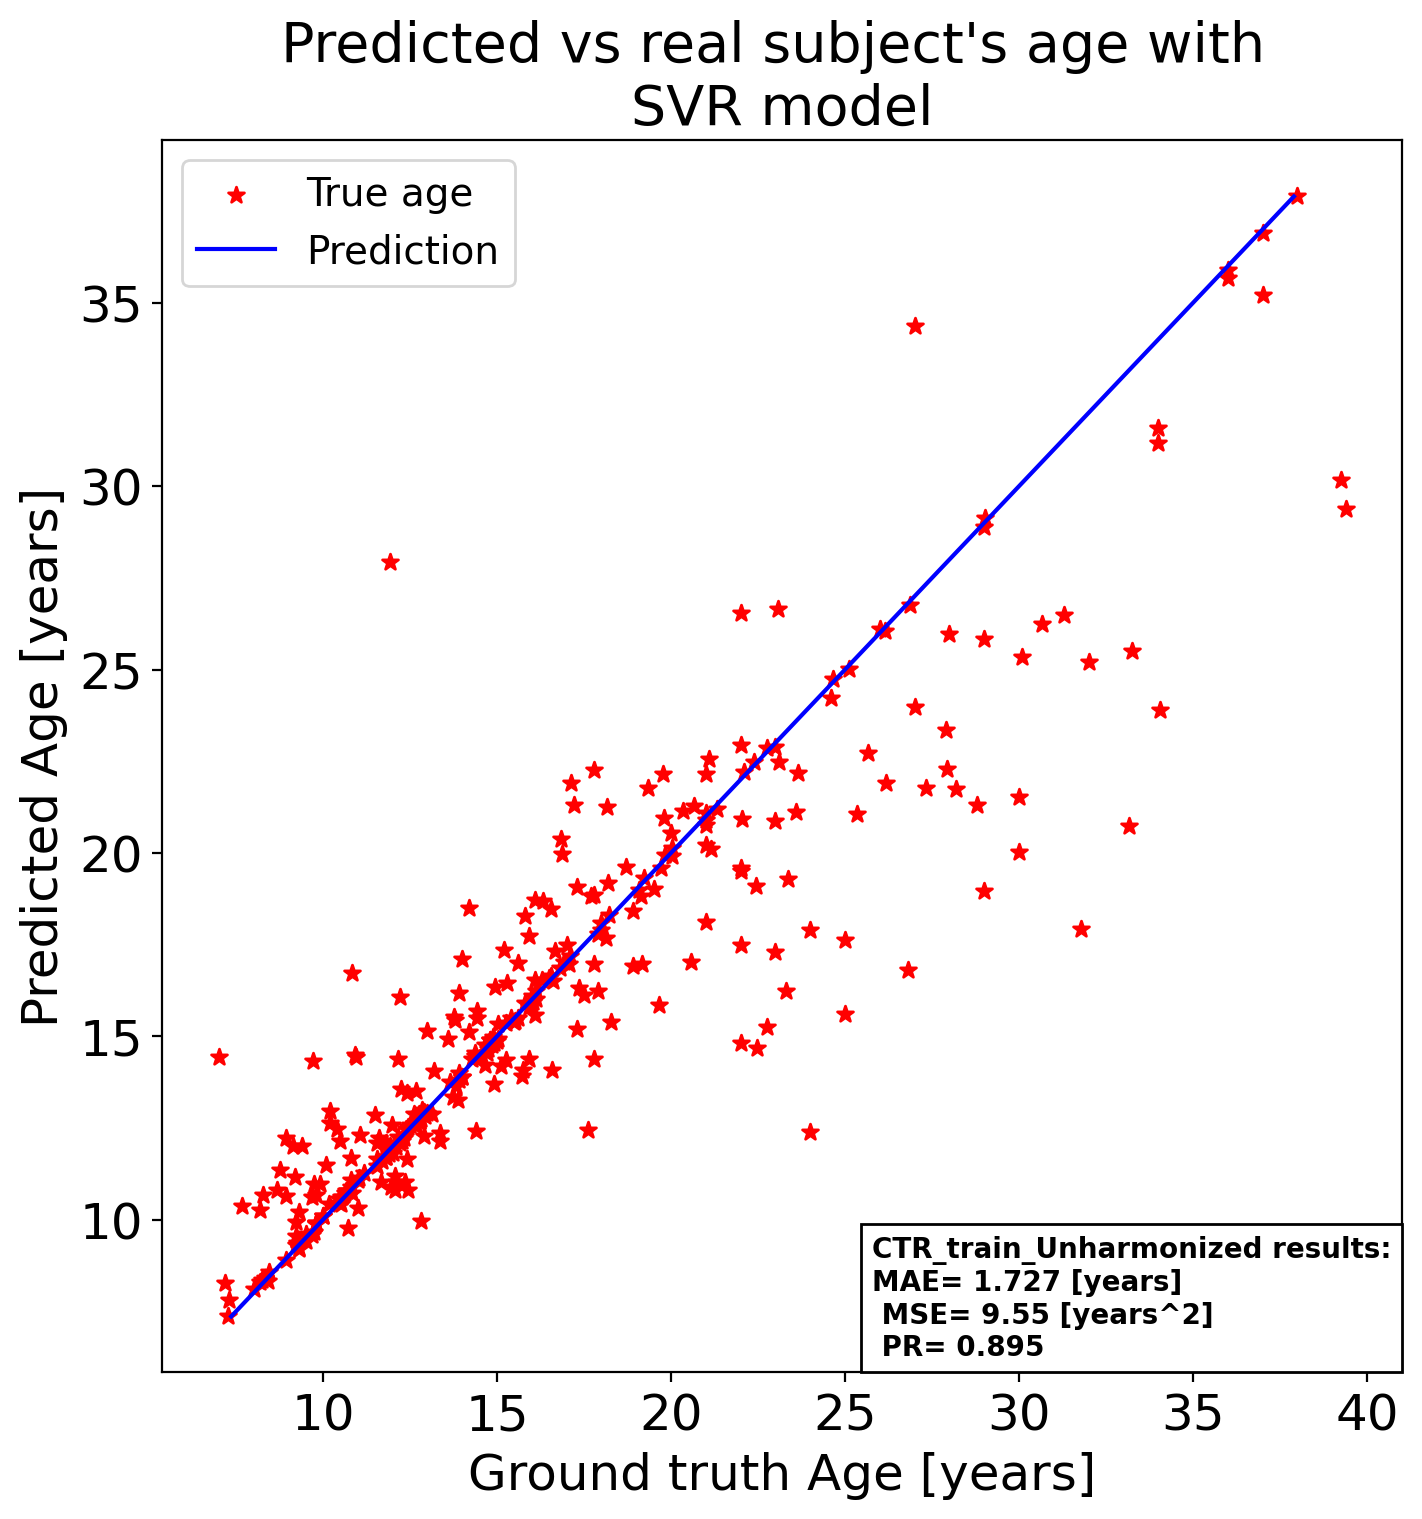 Predicted vs real subject's age with
SVR model
True age
Prediction
Predicted Age [years]
35
30
25
20
15
10
CTR_train_Unharmonized results:
MAE= 1.727 [years]
MSE= 9.55 [years^2]
PR= 0.895
10 15 20 25 30 35 40
Ground truth Age [years]